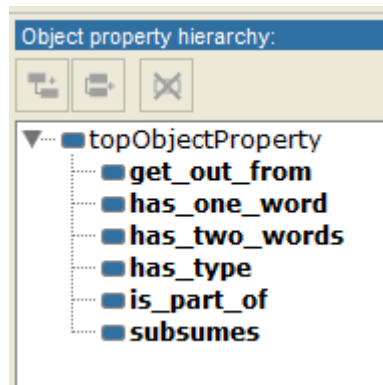 Object property hierarchy:
topObjectProperty
get_out_from
has_one_word
has_two_words
has_type
is_part_of
subsumes